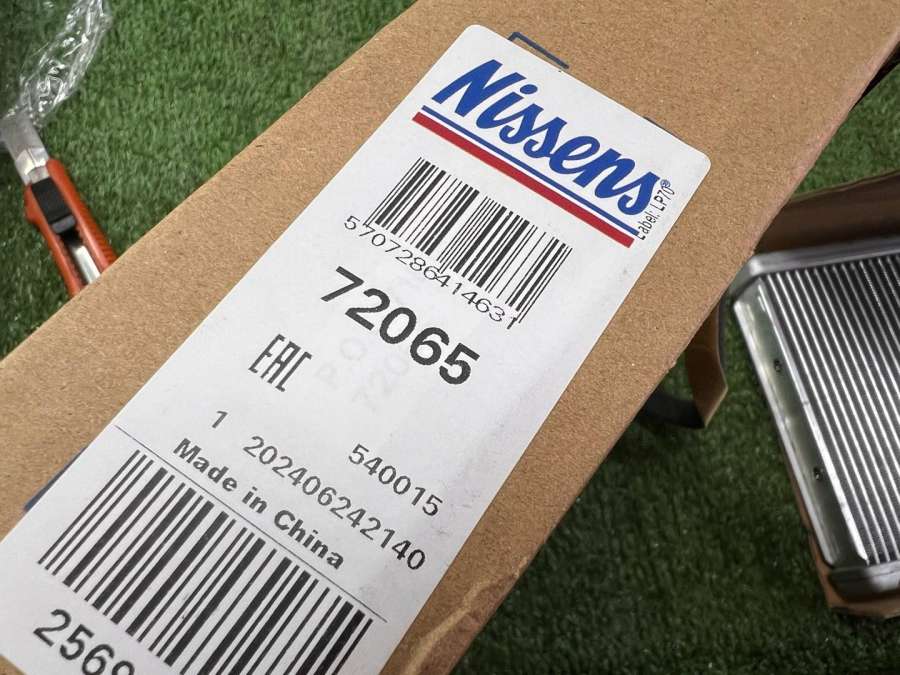 Nissens
Label: LP70®
5707286414631
72065
EAC
540015
1 202406242140
Made in China